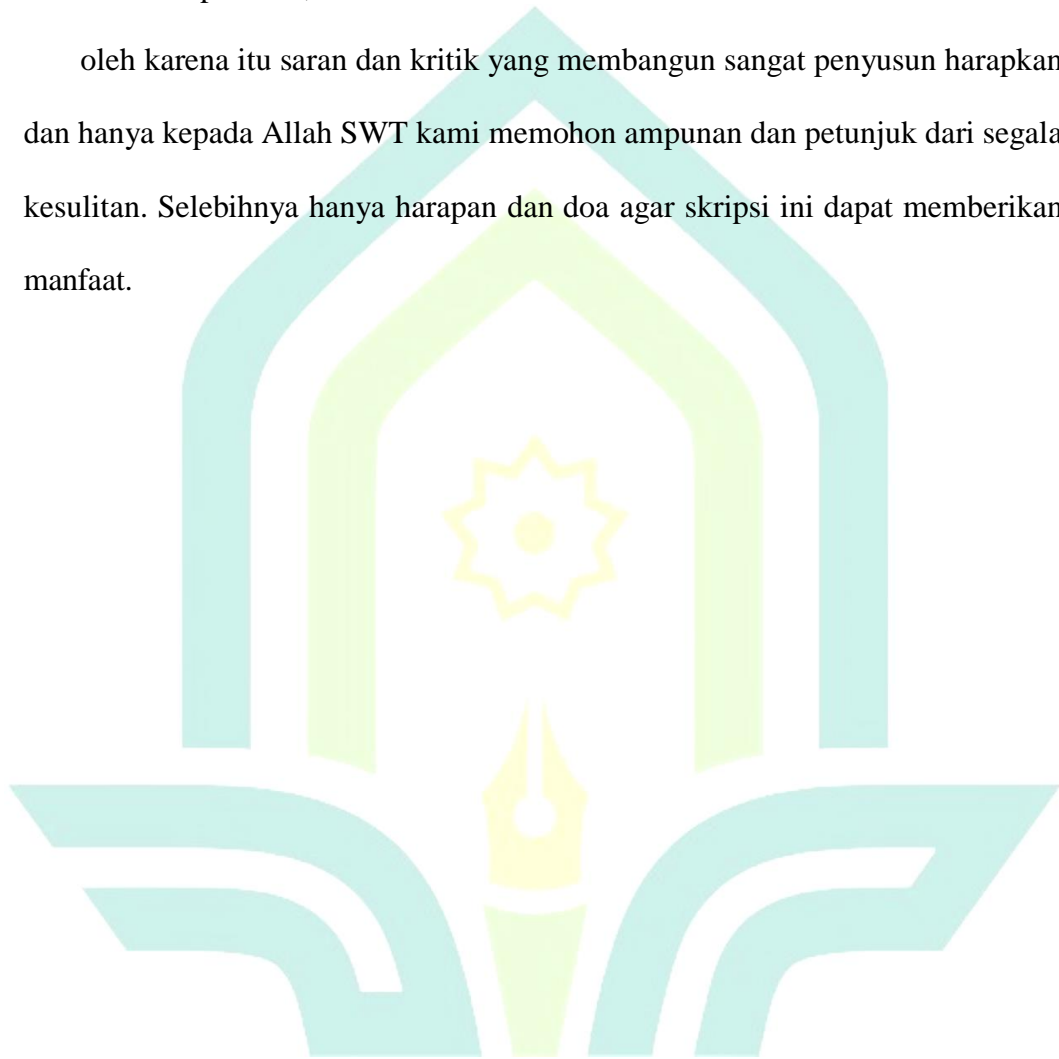 oleh karena itu saran dan kritik yang membangun sangat penyusun harapkan
dan hanya kepada Allah SWT kami memohon ampunan dan petunjuk dari segala
kesulitan. Selebihnya hanya harapan dan doa agar skripsi ini dapat memberikan
manfaat.